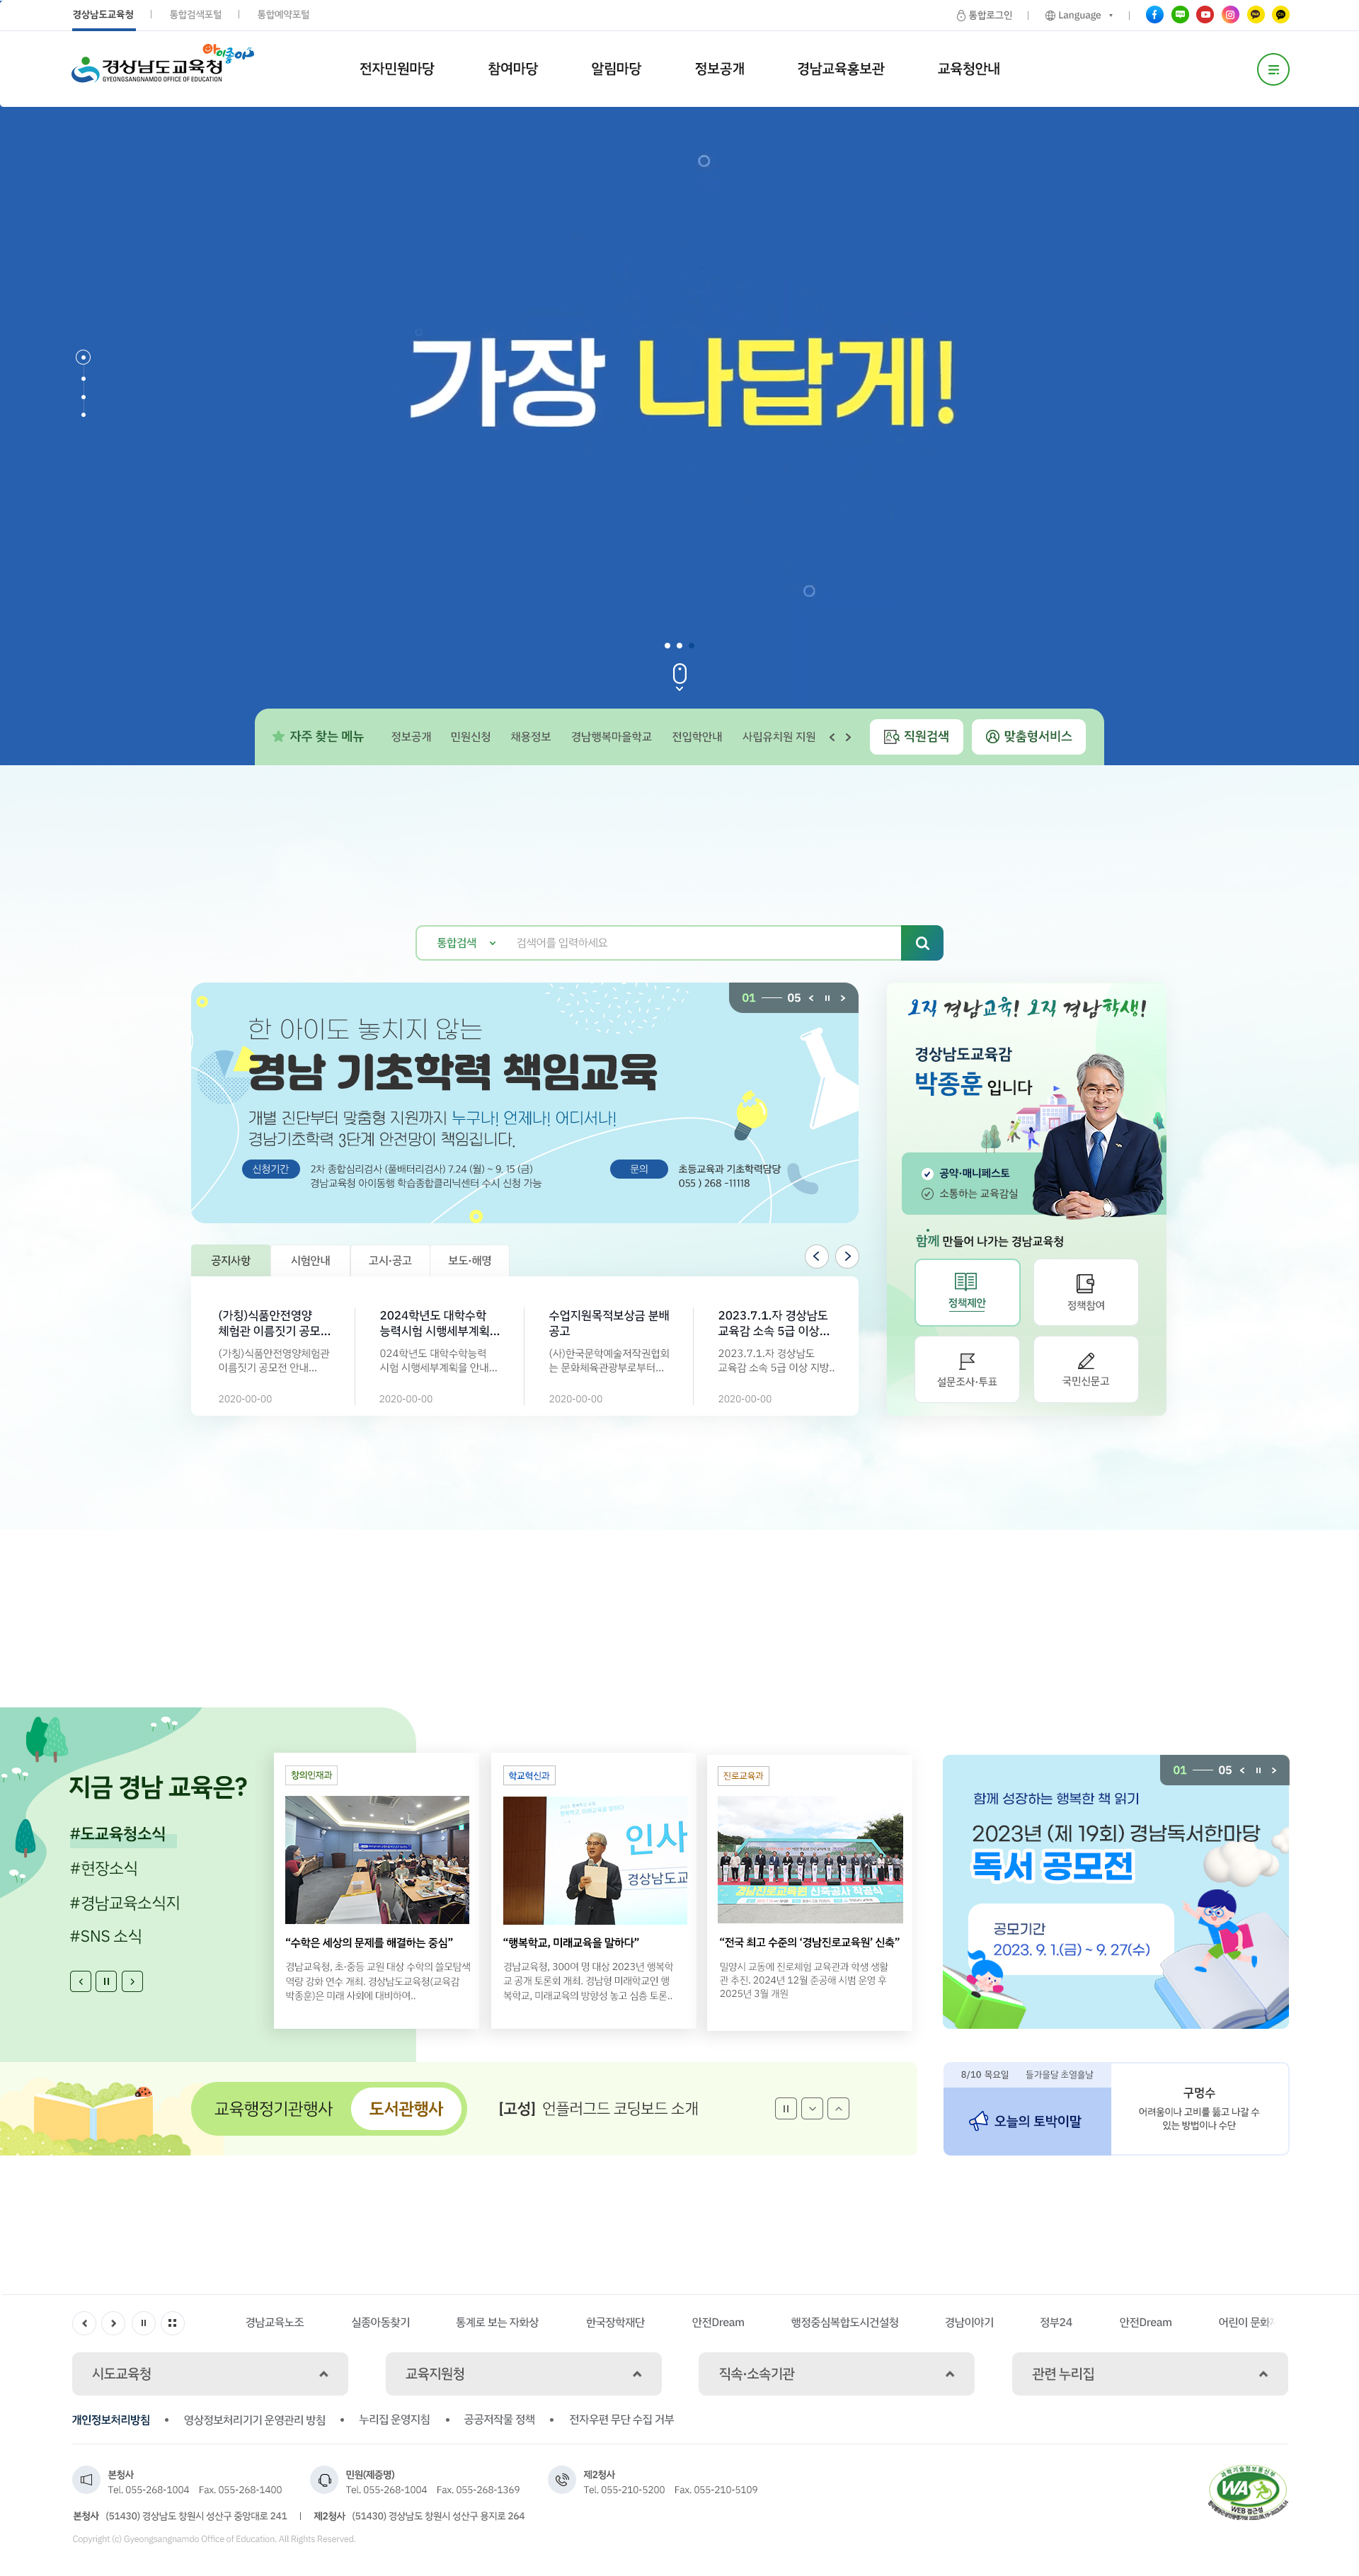 경상남도교육청
통합검색포털
통합예약포털
통합로그인
Language
아이좋아
경상남도교육청
GYEONGSANGNAMDO OFFICE OF EDUCATION
전자민원마당
참여마당
알림마당
정보공개
경남교육홍보관
교육청안내
가장 나답게!
자주 찾는 메뉴
정보공개
민원신청
채용정보
경남행복마을학교
전입학안내
사립유치원 지원
직원검색
맞춤형서비스
통합검색
검색어를 입력하세요
01
05
한 아이도 놓치지 않는
경남 기초학력 책임교육
개별 진단부터 맞춤형 지원까지 누구나! 언제나! 어디서나!
경남기초학력 3단계 안전망이 책임집니다.
신청기간
2차 종합심리검사 (풀배터리검사) 7.24 (월) ~ 9. 15 (금)
경남교육청 아이동행 학습종합클리닉센터 수시 신청 가능
문의
초등교육과 기초학력담당
055 ) 268 -11118
오직 경남교육! 오직 경남학생!
경상남도교육감
박종훈 입니다
공약·매니페스토
소통하는 교육감실
함께 만들어 나가는 경남교육청
정책제안
정책참여
설문조사·투표
국민신문고
공지사항
시험안내
고시·공고
보도·해명
(가칭)식품안전영양
체험관 이름짓기 공모...
(가칭)식품안전영양체험관
이름짓기 공모전 안내...
2020-00-00
2024학년도 대학수학
능력시험 시행세부계획...
024학년도 대학수학능력
시험 시행세부계획을 안내...
2020-00-00
수업지원목적보상금 분배
공고
(사)한국문학예술저작권협회
는 문화체육관광부로부터...
2020-00-00
2023.7.1.자 경상남도
교육감 소속 5급 이상...
2023.7.1.자 경상남도
교육감 소속 5급 이상 지방..
2020-00-00
지금 경남 교육은?
#도교육청소식
#현장소식
#경남교육소식지
#SNS 소식
창의인재과
“수학은 세상의 문제를 해결하는 중심”
경남교육청, 초·중등 교원 대상 수학의 쓸모탐색
역량 강화 연수 개최. 경상남도교육청(교육감
박종훈)은 미래 사회에 대비하여..
학교혁신과
행복학교, 미래교육을 말하다
인사
경상남도교
“행복학교, 미래교육을 말하다”
경남교육청, 300여 명 대상 2023년 행복학
교 공개 토론회 개최. 경남형 미래학교인 행
복학교, 미래교육의 방향성 놓고 심층 토론..
진로교육과
경남진로교육원 신축공사 착공식
“전국 최고 수준의 ‘경남진로교육원’ 신축”
밀양시 교동에 진로체험 교육관과 학생 생활
관 추진. 2024년 12월 준공해 시범 운영 후
2025년 3월 개원
01
05
함께 성장하는 행복한 책 읽기
2023년 (제 19회) 경남독서한마당
독서 공모전
공모기간
2023. 9. 1.(금) ~ 9. 27(수)
교육행정기관행사
도서관행사
[고성] 언플러그드 코딩보드 소개
8/10 목요일
들가을달 초열흘날
오늘의 토박이말
구멍수
어려움이나 고비를 뚫고 나갈 수
있는 방법이나 수단
경남교육노조
실종아동찾기
통계로 보는 자화상
한국장학재단
안전Dream
행정중심복합도시건설청
경남이야기
정부24
안전Dream
어린이 문화
시도교육청
교육지원청
직속·소속기관
관련 누리집
개인정보처리방침
영상정보처리기기 운영관리 방침
누리집 운영지침
공공저작물 정책
전자우편 무단 수집 거부
본청사
Tel. 055-268-1004 Fax. 055-268-1400
민원(제증명)
Tel. 055-268-1004 Fax. 055-268-1369
제2청사
Tel. 055-210-5200 Fax. 055-210-5109
본청사 (51430) 경상남도 창원시 성산구 중앙대로 241
제2청사 (51430) 경상남도 창원시 성산구 용지로 264
Copyright (c) Gyeongsangnamdo Office of Education. All Rights Reserved.
과학기술정보통신부
WA
WEB 접근성